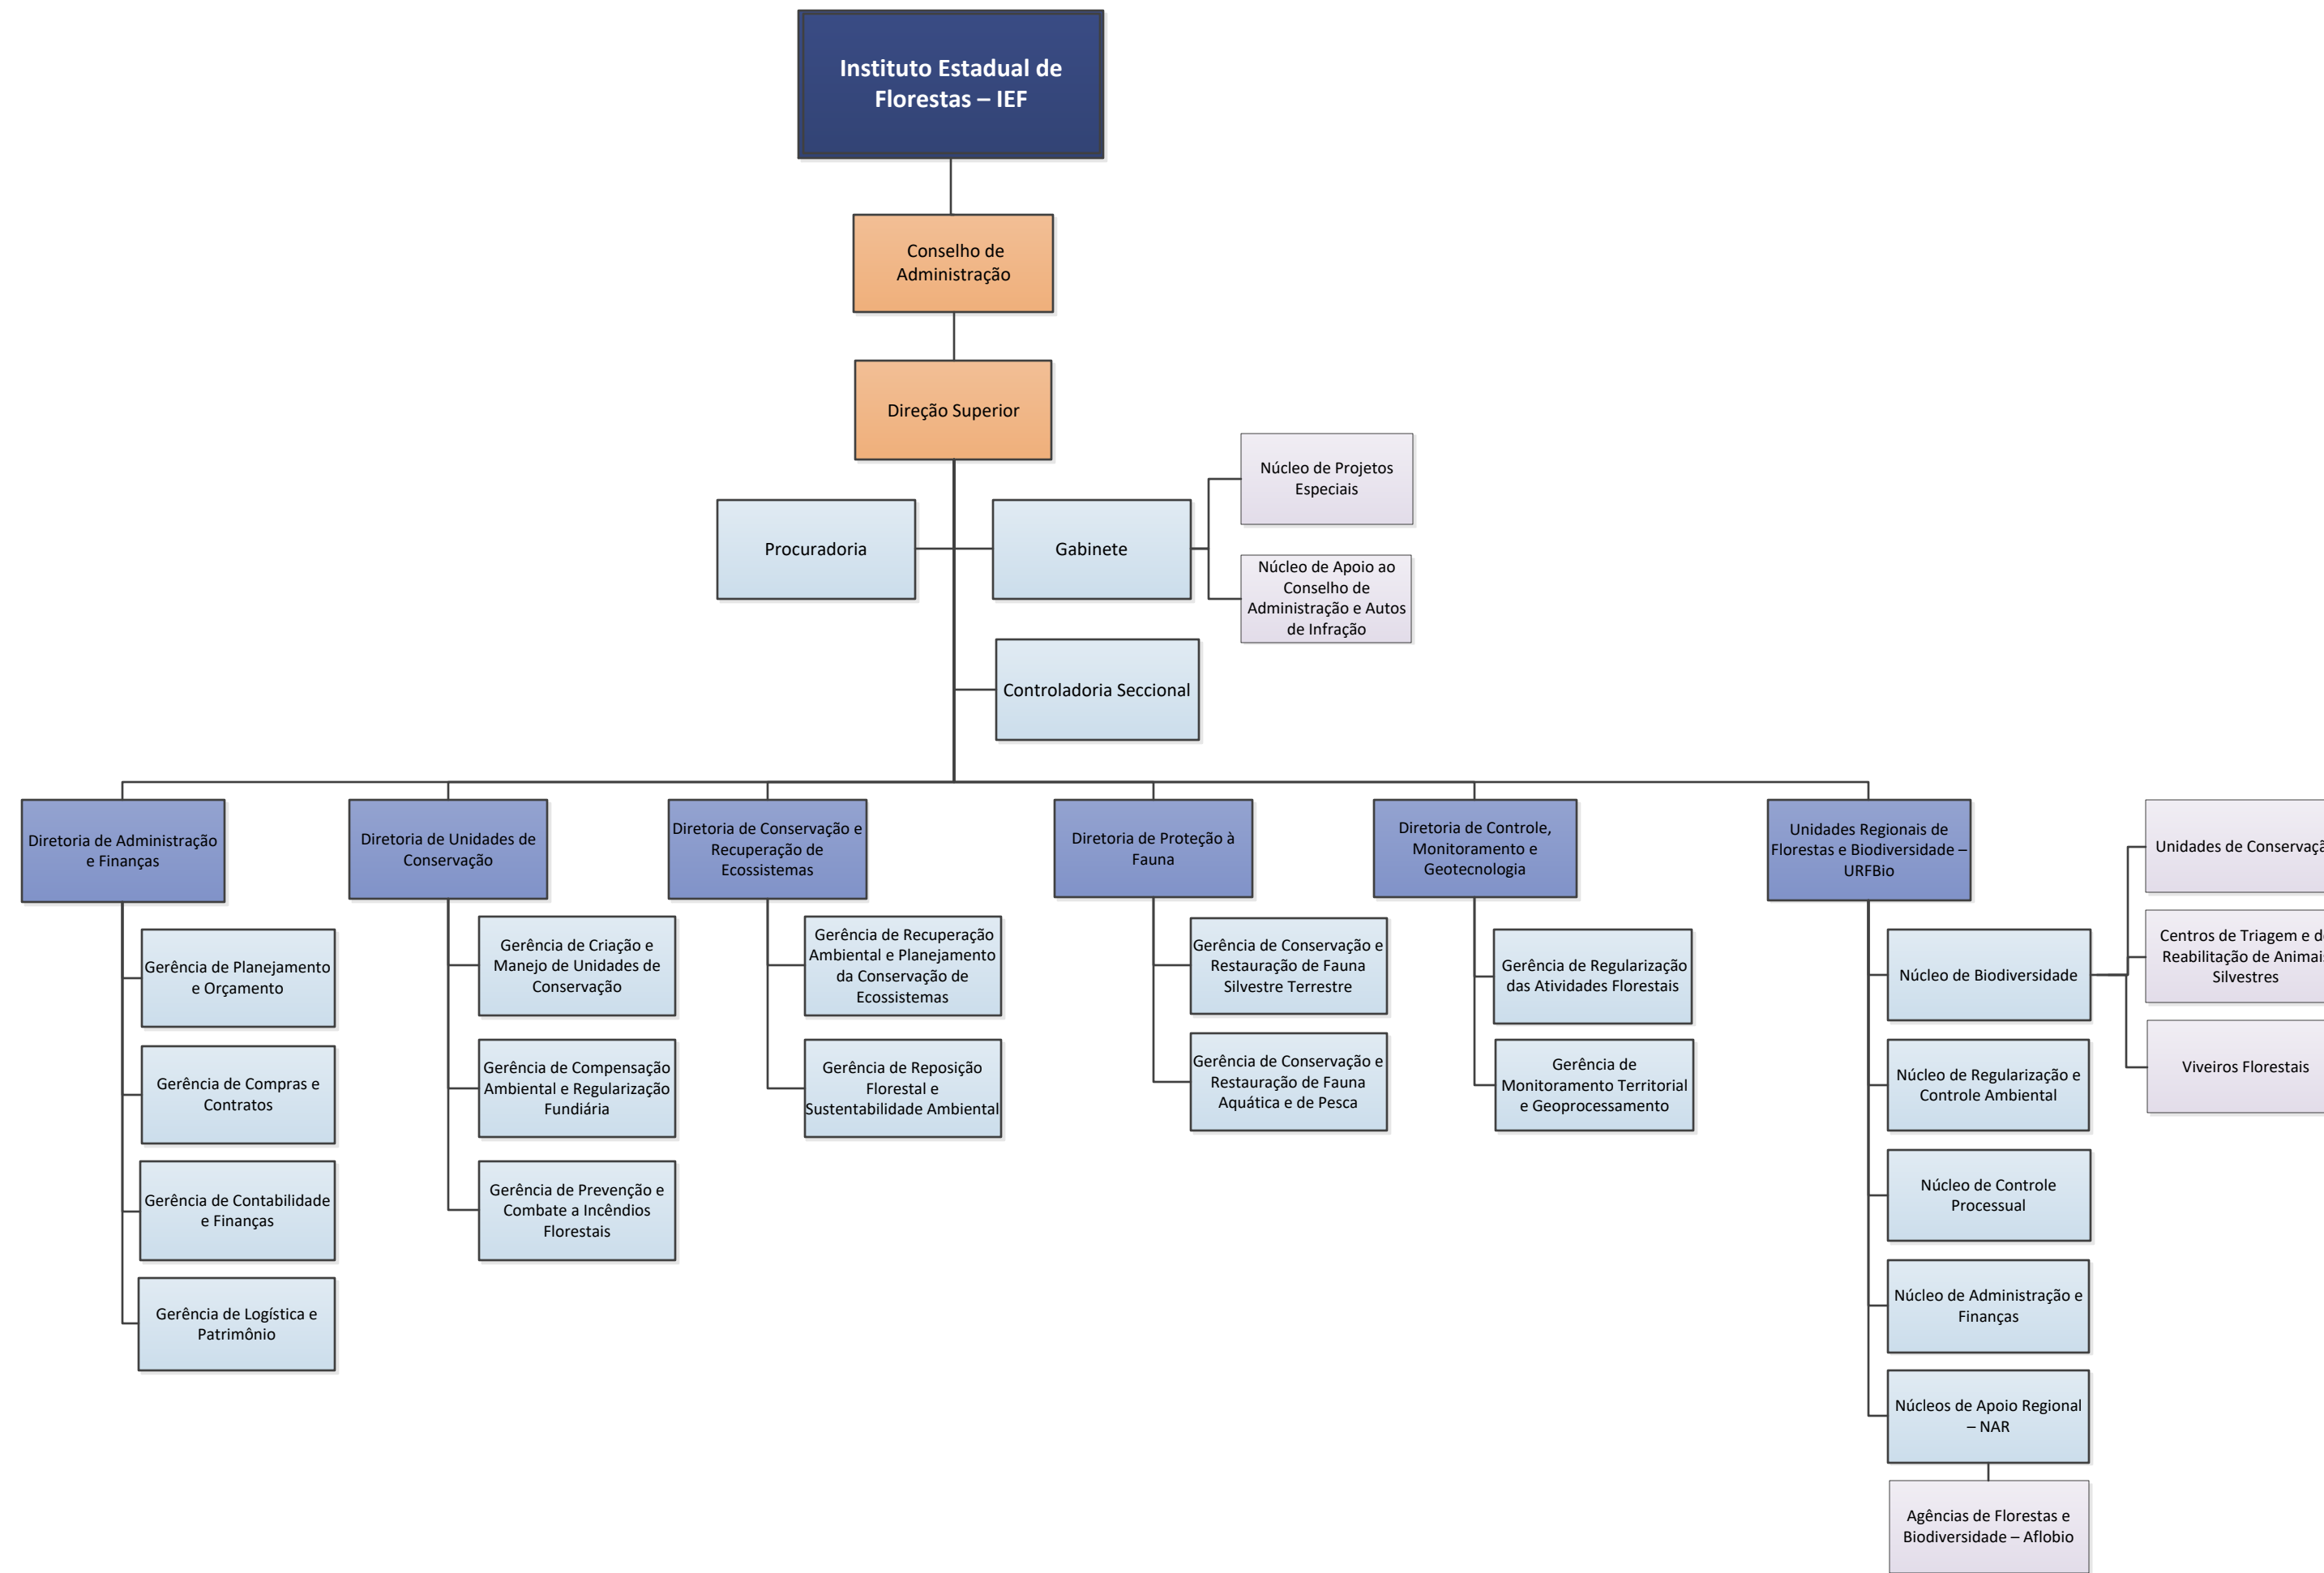 Instituto Estadual de
Florestas – IEF
Conselho de
Administração
Direção Superior
Procuradoria
Gabinete
Núcleo de Projetos
Especiais
Núcleo de Apoio ao
Conselho de
Administração e Autos
de Infração
Controladoria Seccional
Diretoria de Administração
e Finanças
Gerência de Planejamento
e Orçamento
Gerência de Compras e
Contratos
Gerência de Contabilidade
e Finanças
Gerência de Logística e
Patrimônio
Diretoria de Unidades de
Conservação
Gerência de Criação e
Manejo de Unidades de
Conservação
Gerência de Compensação
Ambiental e Regularização
Fundiária
Gerência de Prevenção e
Combate a Incêndios
Florestais
Diretoria de Conservação e
Recuperação de
Ecossistemas
Gerência de Recuperação
Ambiental e Planejamento
da Conservação de
Ecossistemas
Gerência de Reposição
Florestal e
Sustentabilidade Ambiental
Diretoria de Proteção à
Fauna
Gerência de Conservação e
Restauração de Fauna
Silvestre Terrestre
Gerência de Conservação e
Restauração de Fauna
Aquática e de Pesca
Diretoria de Controle,
Monitoramento e
Geotecnologia
Gerência de Regularização
das Atividades Florestais
Gerência de
Monitoramento Territorial
e Geoprocessamento
Unidades Regionais de
Florestas e Biodiversidade –
URFBio
Núcleo de Biodiversidade
Núcleo de Regularização e
Controle Ambiental
Núcleo de Controle
Processual
Núcleo de Administração e
Finanças
Núcleos de Apoio Regional
– NAR
Agências de Florestas e
Biodiversidade – Aflobio
Unidades de
Centros de Triagem e
Reabilitação de
Silvestres
Viveiros Florestais